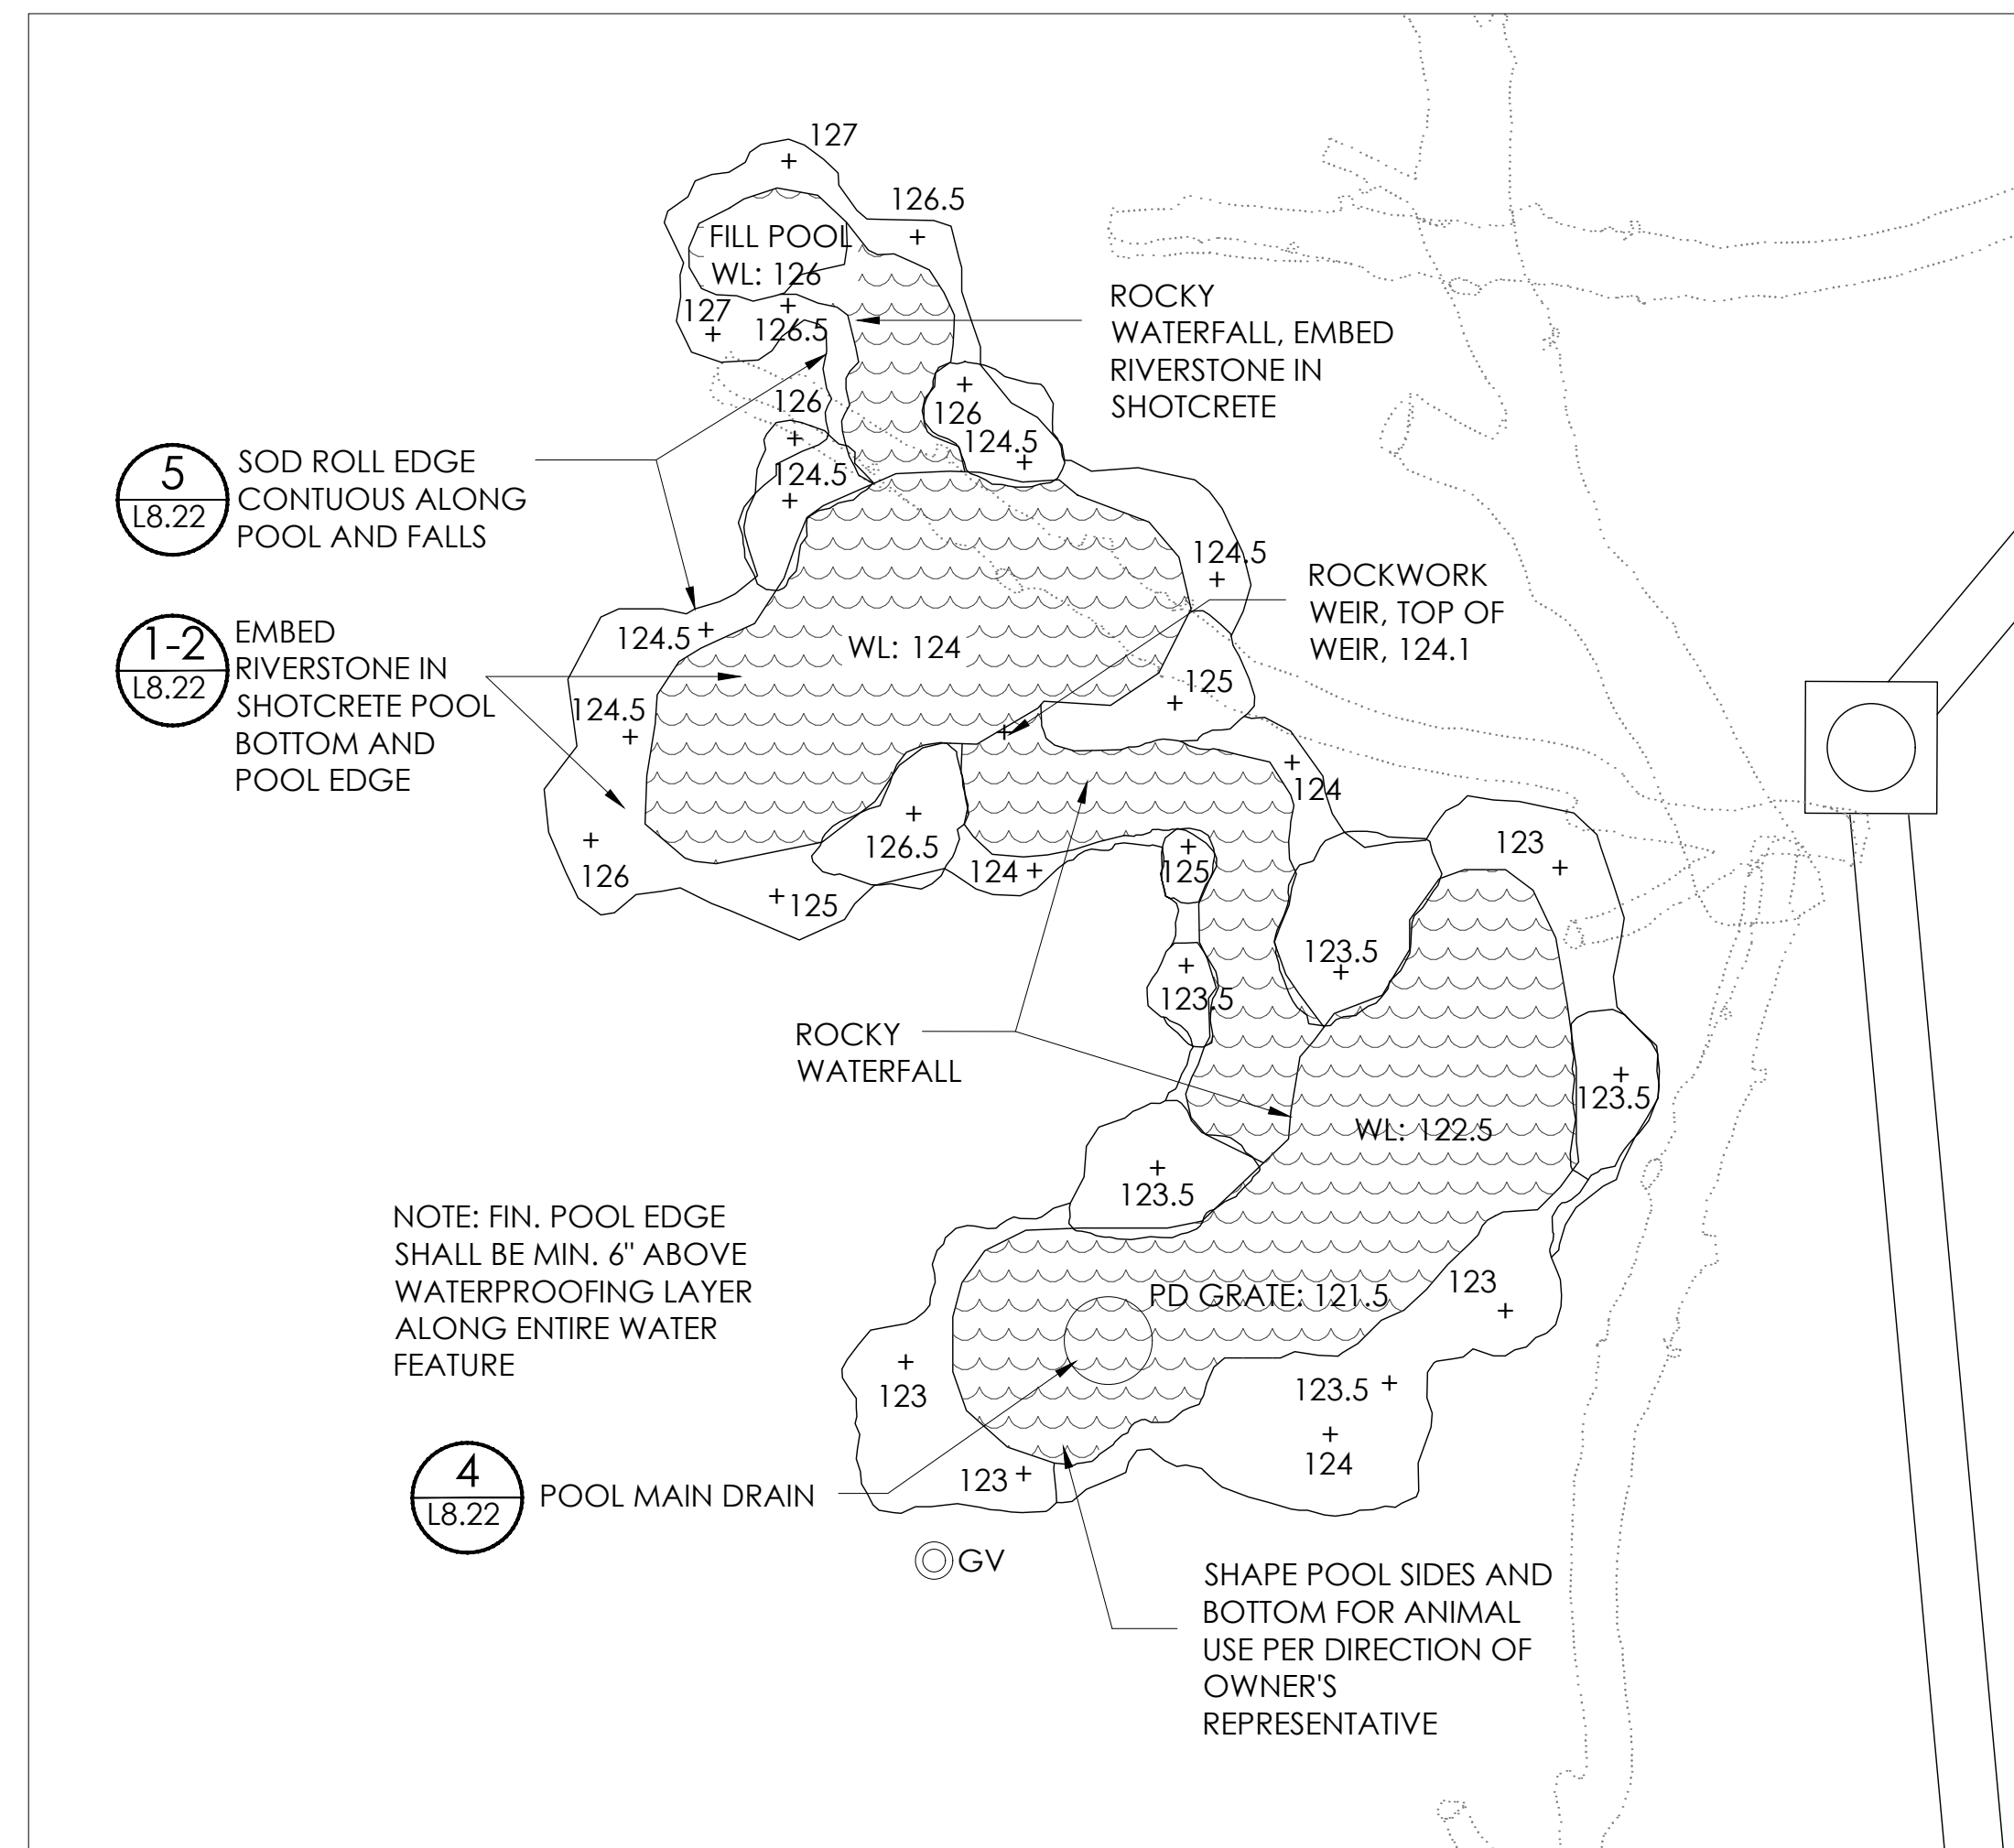 127
126.5
FILL POOL
WL: 126
127
126.5
ROCKY
WATERFALL, EMBED
RIVERSTONE IN
SHOTCRETE
126
126
124.5
124.5
5
L8.22
SOD ROLL EDGE
CONTUOUS ALONG
POOL AND FALLS
124.5
ROCKWORK
WEIR, TOP OF
WEIR, 124.1
1-2
L8.22
EMBED
RIVERSTONE IN
SHOTCRETE POOL
BOTTOM AND
POOL EDGE
124.5
WL: 124
125
124.5
124
126.5
123
126
124
125
125
123.5
123.5
ROCKY
WATERFALL
123.5
WL: 122.5
123.5
NOTE: FIN. POOL EDGE
SHALL BE MIN. 6" ABOVE
WATERPROOFING LAYER
ALONG ENTIRE WATER
FEATURE
PD GRATE: 121.5
123
123
123.5
124
123
4
L8.22
POOL MAIN DRAIN
GV
SHAPE POOL SIDES AND
BOTTOM FOR ANIMAL
USE PER DIRECTION OF
OWNER'S
REPRESENTATIVE